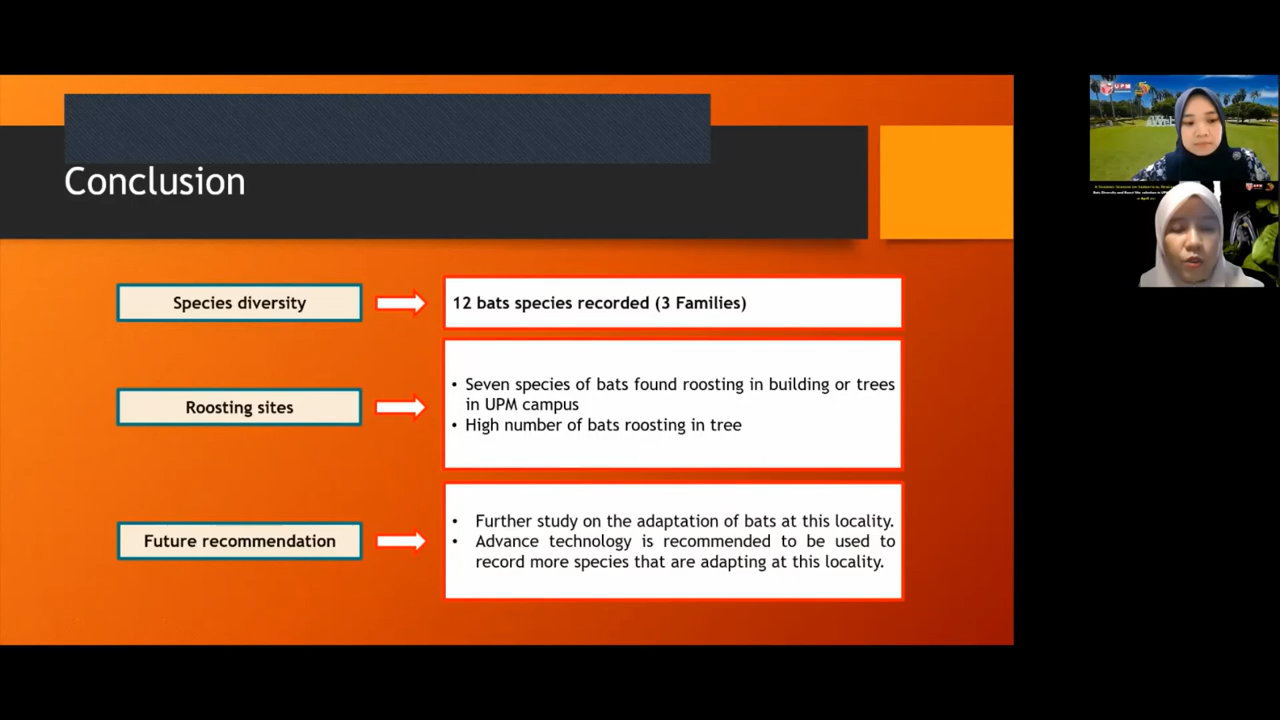 Conclusion
Species diversity
12 bats species recorded (3 Families)
Roosting sites
• Seven species of bats found roosting in building or trees
in UPM campus
• High number of bats roosting in tree
Future recommendation
• Further study on the adaptation of bats at this locality.
• Advance technology is recommended to be used to
record more species that are adapting at this locality.
UPM